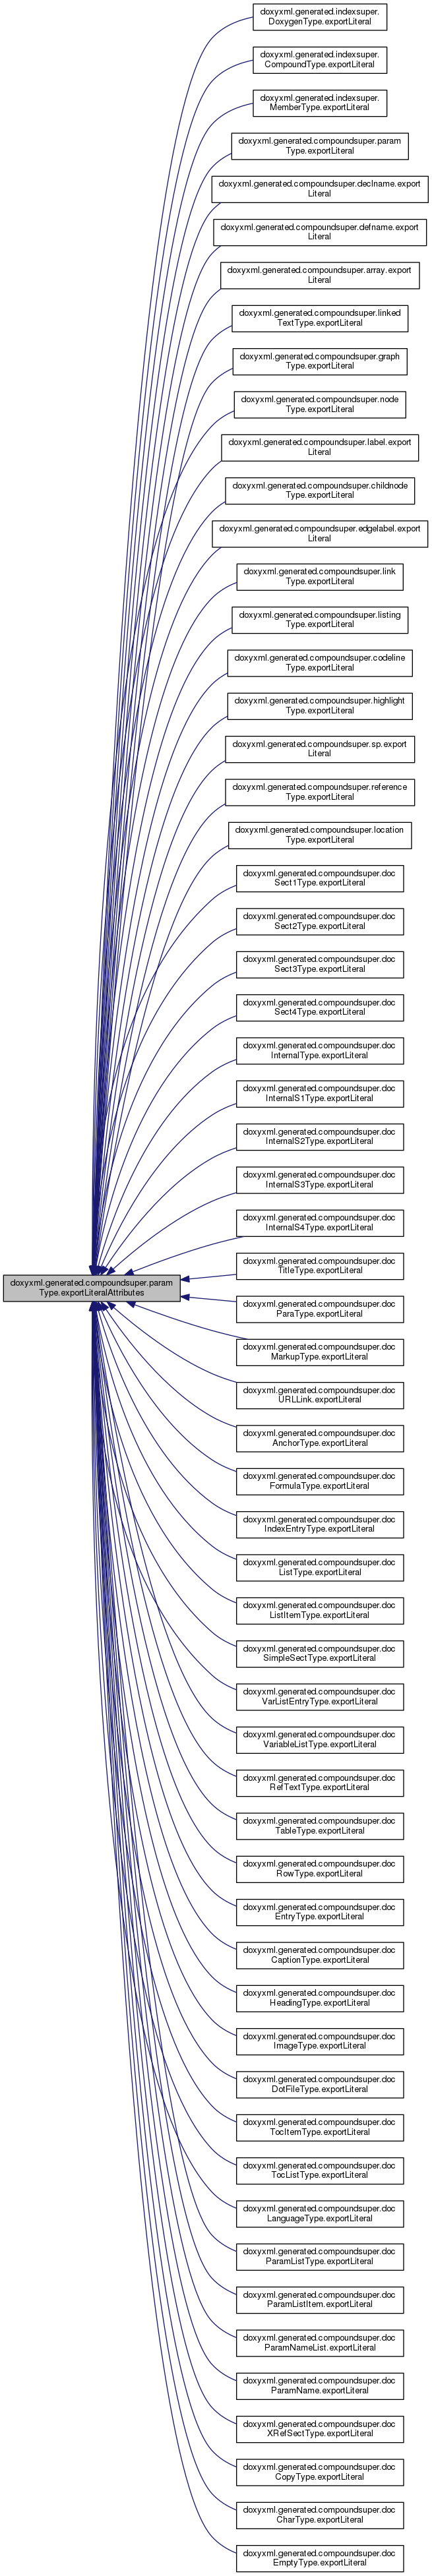 doxyxml.generated.indexsuper.
DoxygenType.exportLiteral
doxyxml.generated.indexsuper.
CompoundType.exportLiteral
doxyxml.generated.indexsuper.
MemberType.exportLiteral
doxyxml.generated.compoundsuper.param
Type.exportLiteral
doxyxml.generated.compoundsuper.declname.export
Literal
doxyxml.generated.compoundsuper.defname.export
Literal
doxyxml.generated.compoundsuper.array.export
Literal
doxyxml.generated.compoundsuper.linked
TextType.exportLiteral
doxyxml.generated.compoundsuper.graph
Type.exportLiteral
doxyxml.generated.compoundsuper.node
Type.exportLiteral
doxyxml.generated.compoundsuper.label.export
Literal
doxyxml.generated.compoundsuper.childnode
Type.exportLiteral
doxyxml.generated.compoundsuper.edgelabel.export
Literal
doxyxml.generated.compoundsuper.link
Type.exportLiteral
doxyxml.generated.compoundsuper.listing
Type.exportLiteral
doxyxml.generated.compoundsuper.codeline
Type.exportLiteral
doxyxml.generated.compoundsuper.highlight
Type.exportLiteral
doxyxml.generated.compoundsuper.sp.export
Literal
doxyxml.generated.compoundsuper.reference
Type.exportLiteral
doxyxml.generated.compoundsuper.location
Type.exportLiteral
doxyxml.generated.compoundsuper.doc
Sect1Type.exportLiteral
doxyxml.generated.compoundsuper.doc
Sect2Type.exportLiteral
doxyxml.generated.compoundsuper.doc
Sect3Type.exportLiteral
doxyxml.generated.compoundsuper.doc
Sect4Type.exportLiteral
doxyxml.generated.compoundsuper.doc
InternalType.exportLiteral
doxyxml.generated.compoundsuper.doc
InternalS1Type.exportLiteral
doxyxml.generated.compoundsuper.doc
InternalS2Type.exportLiteral
doxyxml.generated.compoundsuper.doc
InternalS3Type.exportLiteral
doxyxml.generated.compoundsuper.doc
InternalS4Type.exportLiteral
doxyxml.generated.compoundsuper.doc
TitleType.exportLiteral
doxyxml.generated.compoundsuper.param
Type.exportLiteralAttributes
doxyxml.generated.compoundsuper.doc
ParaType.exportLiteral
doxyxml.generated.compoundsuper.doc
MarkupType.exportLiteral
doxyxml.generated.compoundsuper.doc
URLLink.exportLiteral
doxyxml.generated.compoundsuper.doc
AnchorType.exportLiteral
doxyxml.generated.compoundsuper.doc
FormulaType.exportLiteral
doxyxml.generated.compoundsuper.doc
IndexEntryType.exportLiteral
doxyxml.generated.compoundsuper.doc
ListType.exportLiteral
doxyxml.generated.compoundsuper.doc
ListItemType.exportLiteral
doxyxml.generated.compoundsuper.doc
SimpleSectType.exportLiteral
doxyxml.generated.compoundsuper.doc
VarListEntryType.exportLiteral
doxyxml.generated.compoundsuper.doc
VariableListType.exportLiteral
doxyxml.generated.compoundsuper.doc
RefTextType.exportLiteral
doxyxml.generated.compoundsuper.doc
TableType.exportLiteral
doxyxml.generated.compoundsuper.doc
RowType.exportLiteral
doxyxml.generated.compoundsuper.doc
EntryType.exportLiteral
doxyxml.generated.compoundsuper.doc
CaptionType.exportLiteral
doxyxml.generated.compoundsuper.doc
HeadingType.exportLiteral
doxyxml.generated.compoundsuper.doc
ImageType.exportLiteral
doxyxml.generated.compoundsuper.doc
DotFileType.exportLiteral
doxyxml.generated.compoundsuper.doc
TocItemType.exportLiteral
doxyxml.generated.compoundsuper.doc
TocListType.exportLiteral
doxyxml.generated.compoundsuper.doc
LanguageType.exportLiteral
doxyxml.generated.compoundsuper.doc
ParamListType.exportLiteral
doxyxml.generated.compoundsuper.doc
ParamListItem.exportLiteral
doxyxml.generated.compoundsuper.doc
ParamNameList.exportLiteral
doxyxml.generated.compoundsuper.doc
ParamName.exportLiteral
doxyxml.generated.compoundsuper.doc
XRefSectType.exportLiteral
doxyxml.generated.compoundsuper.doc
CopyType.exportLiteral
doxyxml.generated.compoundsuper.doc
CharType.exportLiteral
doxyxml.generated.compoundsuper.doc
EmptyType.exportLiteral